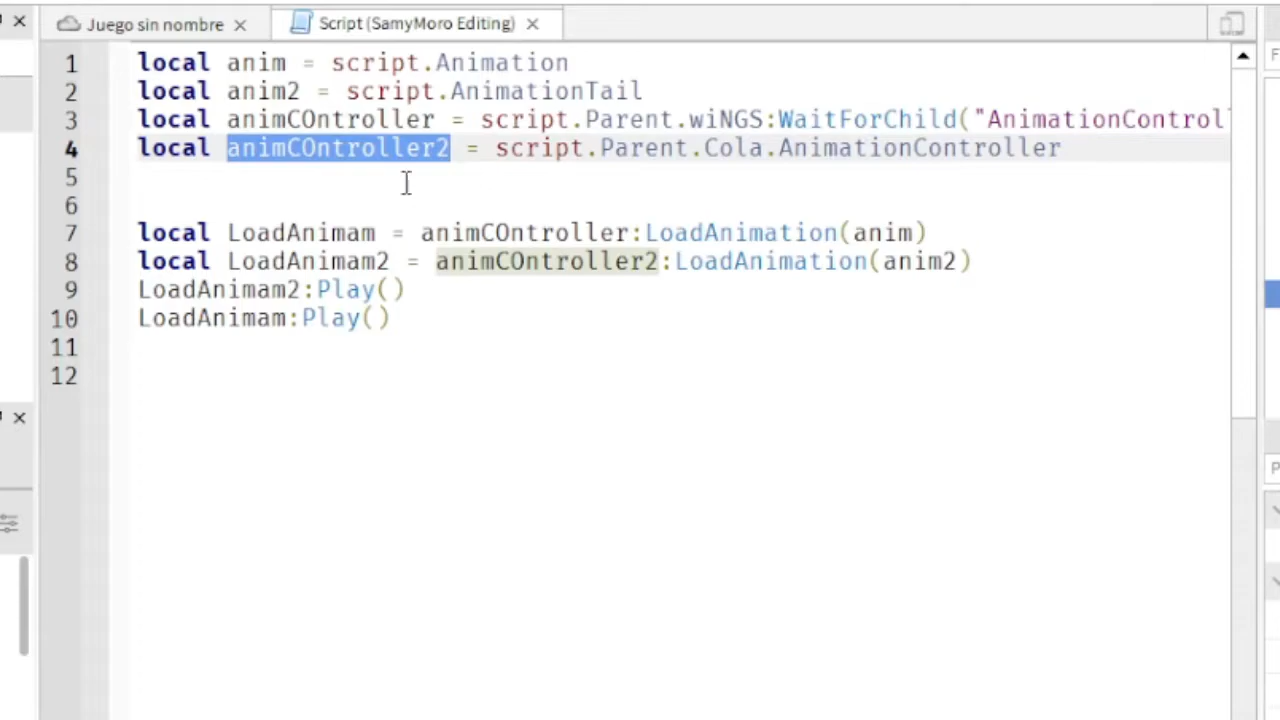 Juego sin nombre
Script (SamyMoro Editing)
1 local anim = script.Animation
2 local anim2 = script.AnimationTail
3 local animCOntroller = script.Parent.wiNGS:WaitForChild("AnimationControl
4 local animCOntroller2 = script.Parent.Cola.AnimationController
5
6
7 local LoadAnimam = animCOntroller:LoadAnimation(anim)
8 local LoadAnimam2 = animCOntroller2:LoadAnimation(anim2)
9 LoadAnimam2:Play()
10 LoadAnimam:Play()
11
12
F
P